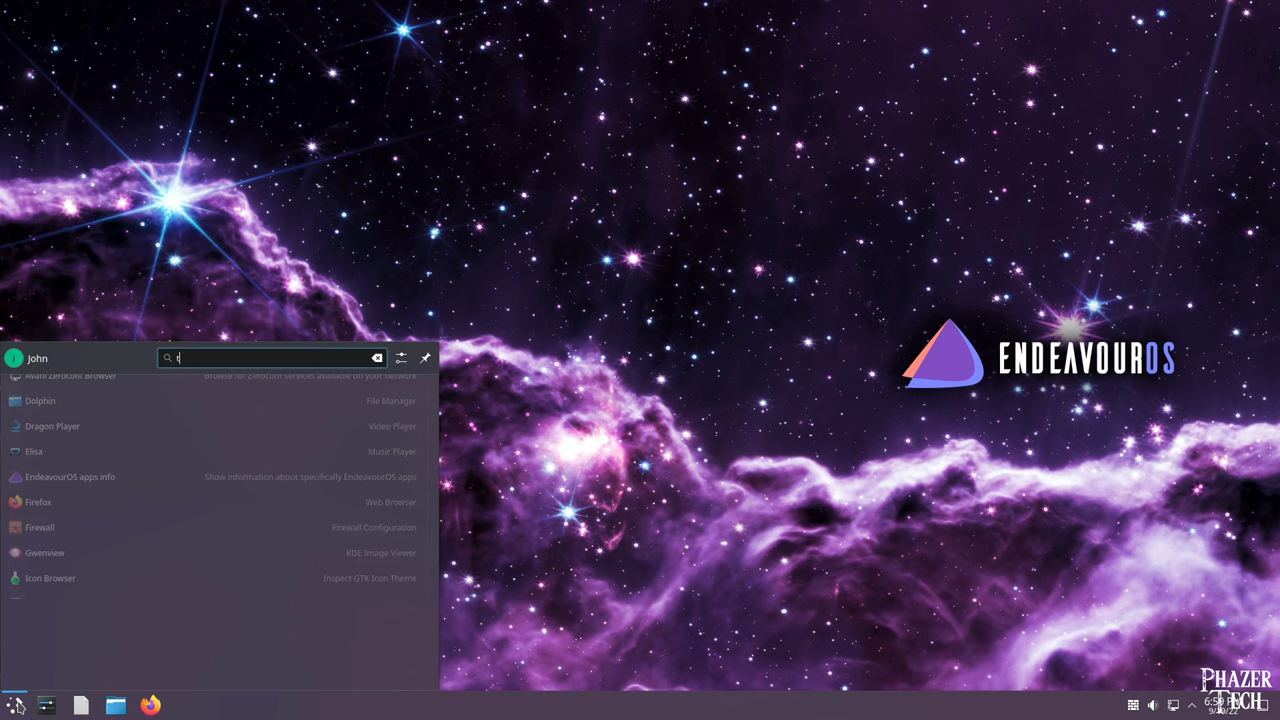 ENDEAVOUROS
John
t
Avahi Zeroconf Browser Browse for Zeroconf services available on your network
Dolphin File Manager
Dragon Player Video Player
Elisa Music Player
EndeavourOS apps info Show information about specifically EndeavourOS apps
Firefox Web Browser
Firewall Firewall Configuration
Gwenview KDE Image Viewer
Icon Browser Inspect GTK Icon Theme
PHAZER
TECH